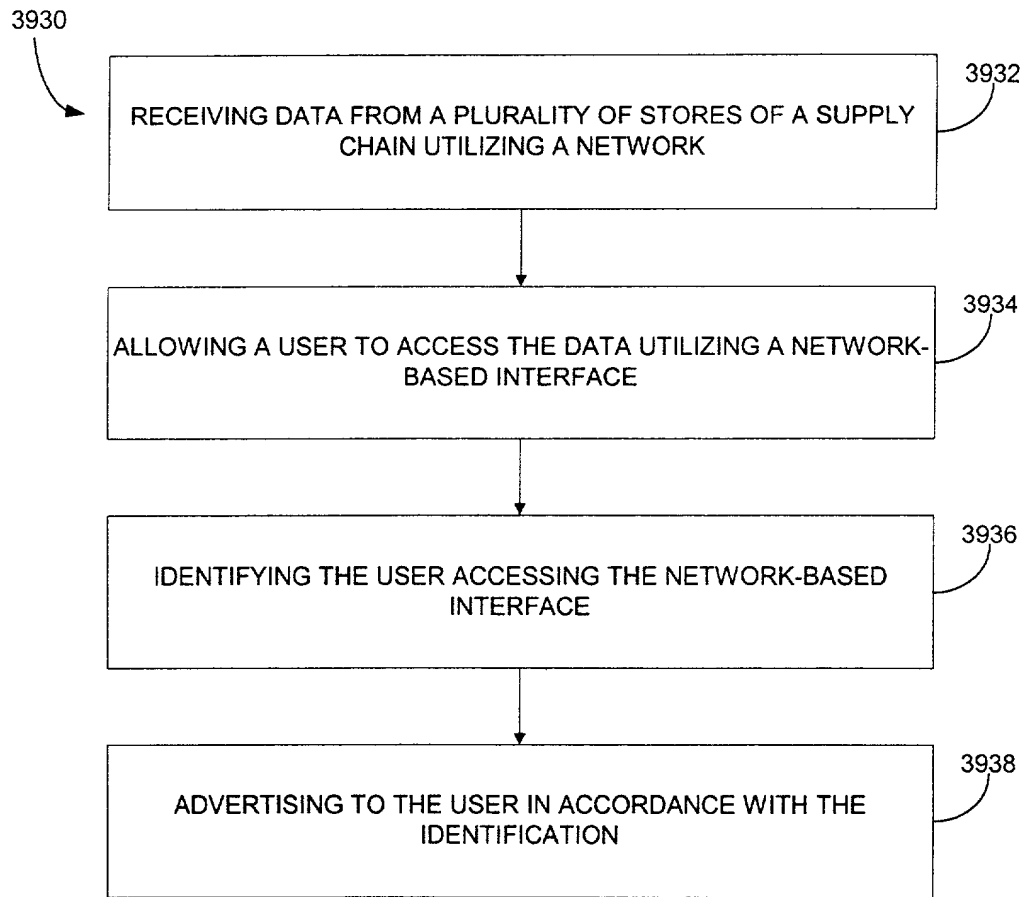 3930
3932
RECEIVING DATA FROM A PLURALITY OF STORES OF A SUPPLY
CHAIN UTILIZING A NETWORK
3934
ALLOWING A USER TO ACCESS THE DATA UTILIZING A NETWORK-
BASED INTERFACE
3936
IDENTIFYING THE USER ACCESSING THE NETWORK-BASED
INTERFACE
3938
ADVERTISING TO THE USER IN ACCORDANCE WITH THE
IDENTIFICATION